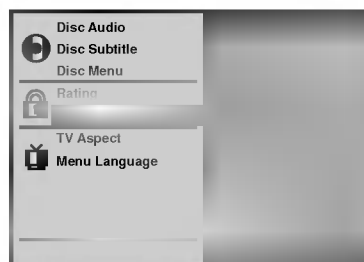 Disc Audio
Disc Subtitle
Disc Menu
Rating
TV Aspect
Menu Language